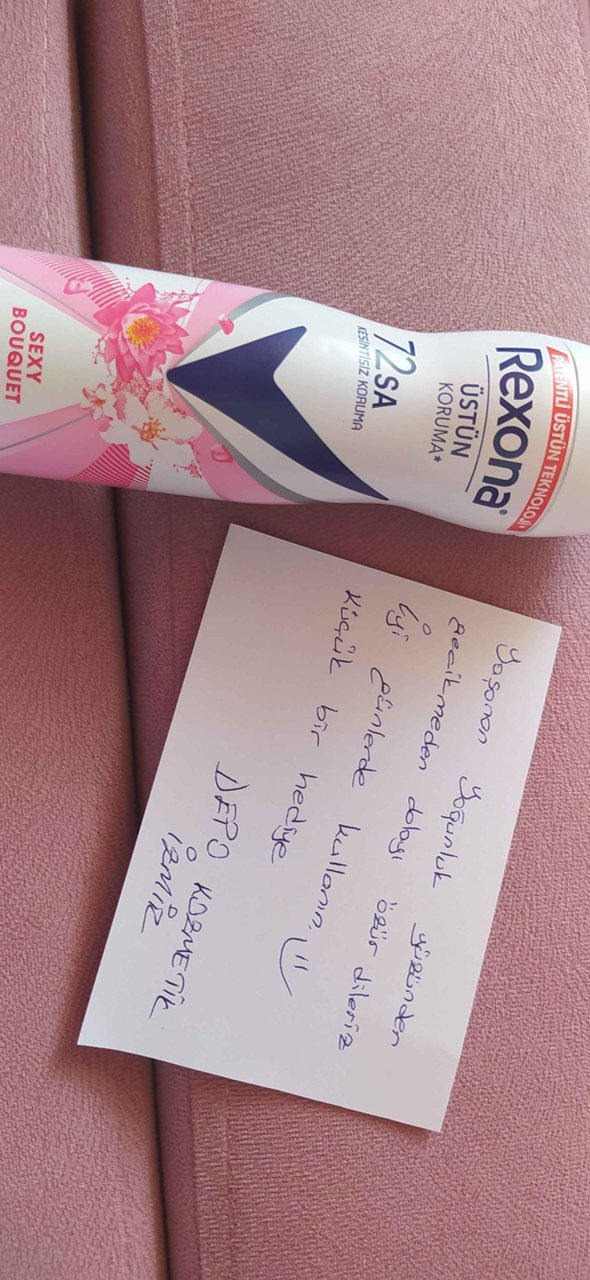 PATENTLİ ÜSTÜN TEKNOLOJİ
Rexona
ÜSTÜN
KORUMA*
72SA
KESİNTİSİZ KORUMA
SEXY
BOUQUET
Yaşanan yoğunluk yüzünden
gecikmeden dolayı özür dileriz
İyi günlerde kullanın
küçük bir hediye
DEPO KOZMETİK
İZMİR